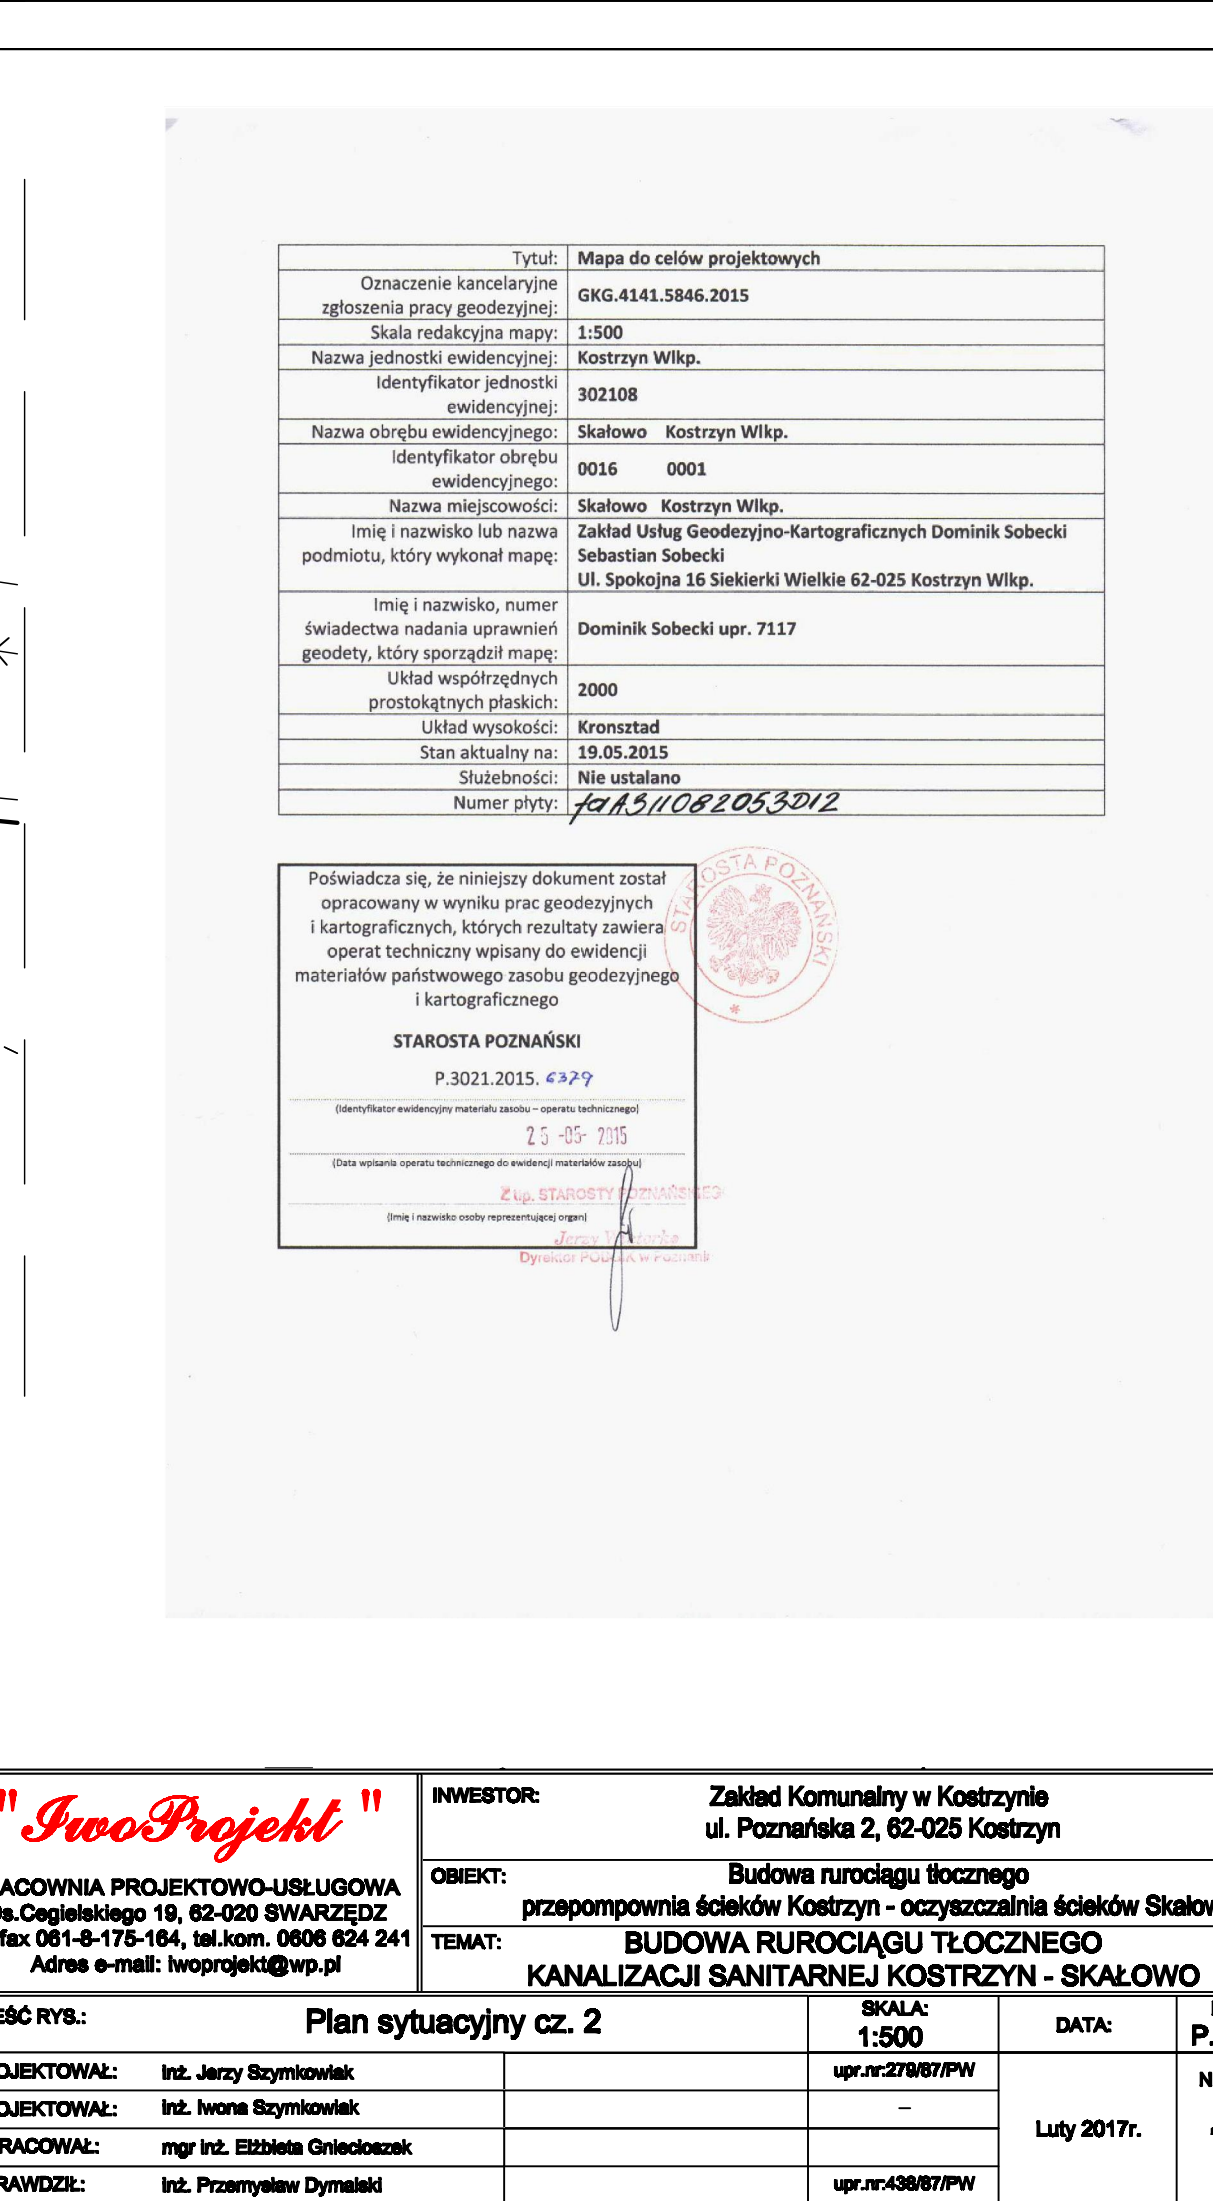 Tytuł: Mapa do celów projektowych
Oznaczenie kancelaryjne
zgłoszenia pracy geodezyjnej: GKG.4141.5846.2015
Skala redakcyjna mapy: 1:500
Nazwa jednostki ewidencyjnej: Kostrzyn Wlkp.
Identyfikator jednostki
ewidencyjnej: 302108
Nazwa obrębu ewidencyjnego: Skałowo Kostrzyn Wlkp.
Identyfikator obrębu
ewidencyjnego: 0016 0001
Nazwa miejscowości: Skałowo Kostrzyn Wlkp.
Imię i nazwisko lub nazwa
podmiotu, który wykonał mapę:
Zakład Usług Geodezyjno-Kartograficznych Dominik Sobecki
Sebastian Sobecki
Ul. Spokojna 16 Siekierki Wielkie 62-025 Kostrzyn Wlkp.
Imię i nazwisko, numer
świadectwa nadania uprawnień
geodety, który sporządził mapę:
Dominik Sobecki upr. 7117
Układ współrzędnych
prostokątnych płaskich: 2000
Układ wysokości: Kronsztad
Stan aktualny na: 19.05.2015
Służebności: Nie ustalano
Numer płyty:
Poświadcza się, że niniejszy dokument został
opracowany w wyniku prac geodezyjnych
i kartograficznych, których rezultaty zawiera
operat techniczny wpisany do ewidencji
materiałów państwowego zasobu geodezyjnego
i kartograficznego
STAROSTA POZNAŃSKI
STAROSTA POZNAŃSKI
P.3021.2015. 6379
(Identyfikator ewidencyjny materiału zasobu – operatu technicznego)
25 -05- 2015
(Data wpisania operatu technicznego do ewidencji materiałów zasobu)
Z up. STAROSTY
(Imię i nazwisko osoby reprezentującej organ)
Jerzy
Dyrektor
"IwoProjekt"
ACOWNIA PROJEKTOWO-USŁUGOWA
s.Cegielskiego 19, 62-020 SWARZĘDZ
fax 061-8-175-164, tel.kom. 0606 624 241
Adres e-mail: iwoprojekt@wp.pl
INWESTOR: Zakład Komunalny w Kostrzynie
ul. Poznańska 2, 62-025 Kostrzyn
OBIEKT: Budowa rurociągu tłocznego
przepompownia ścieków Kostrzyn - oczyszczalnia ścieków Skałow
TEMAT: BUDOWA RUROCIĄGU TŁOCZNEGO
KANALIZACJI SANITARNEJ KOSTRZYN - SKAŁOWO
EŚĆ RYS.: Plan sytuacyjny cz. 2
SKALA:
1:500
DATA:
P.
OJEKTOWAŁ: inż. Jerzy Szymkowiak upr.nr:279/87/PW
N
OJEKTOWAŁ: inż. Iwona Szymkowiak –
Luty 2017r.
RACOWAŁ: mgr inż. Elżbieta Gniecioszek
RAWDZIŁ: inż. Przemysław Dymalski upr.nr:438/87/PW